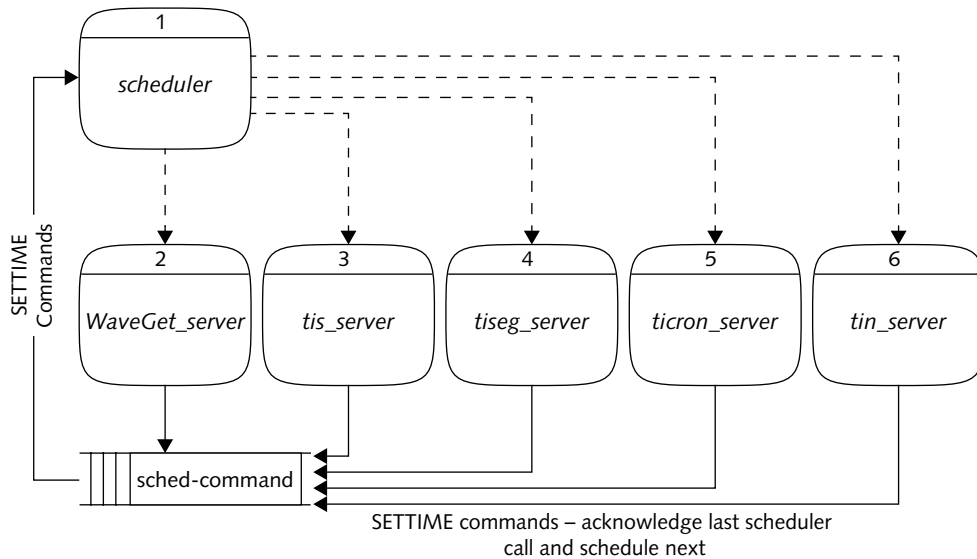 1
scheduler
SETTIME
Commands
2
WaveGet_server
3
tis_server
4
tiseg_server
5
ticron_server
6
tin_server
sched-command
SETTIME commands – acknowledge last scheduler
call and schedule next